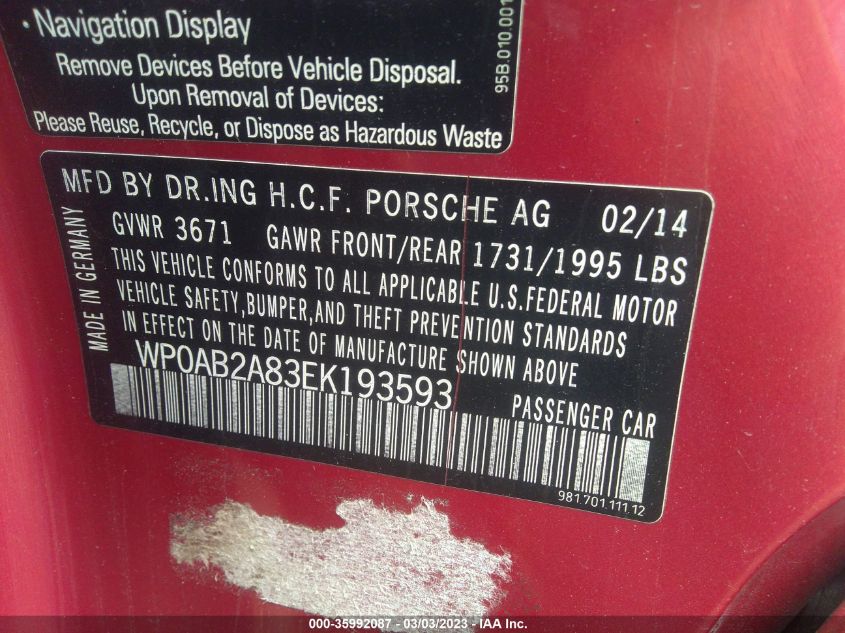 · Navigation Display
Remove Devices Before Vehicle Disposal.
Upon Removal of Devices:
Please Reuse, Recycle, or Dispose as Hazardous Waste
95B.010.001
MFD BY DR.ING H.C.F. PORSCHE AG 02/14
GVWR 3671 GAWR FRONT/REAR 1731/1995 LBS
THIS VEHICLE CONFORMS TO ALL APPLICABLE U.S.FEDERAL MOTOR
VEHICLE SAFETY,BUMPER,AND THEFT PREVENTION STANDARDS
IN EFFECT ON THE DATE OF MANUFACTURE SHOWN ABOVE
MADE IN GERMANY
WP0AB2A83EK193593
PASSENGER CAR
981.701.111.12
000-35992087 - 03/03/2023 - IAA Inc.